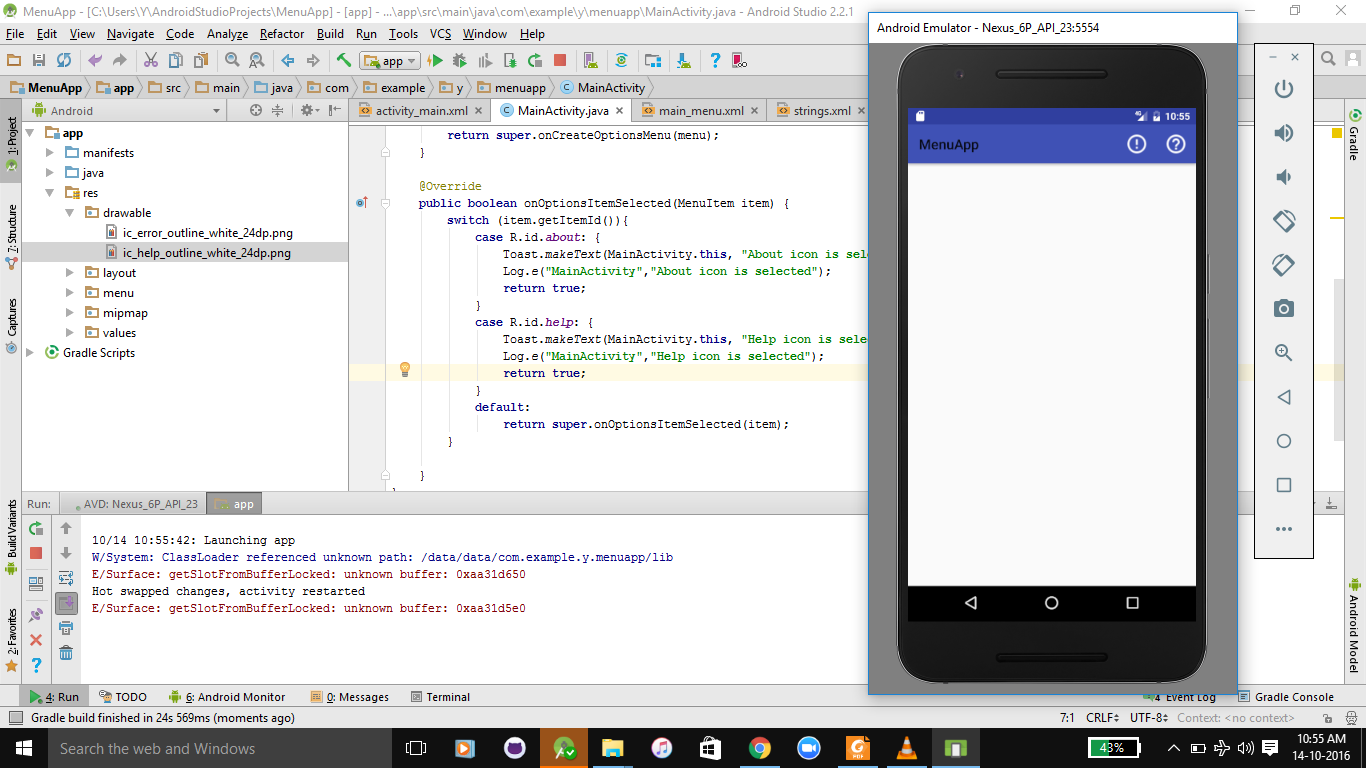 MenuApp - [C:\Users\Y\AndroidStudioProjects\MenuApp] - [app] - ...\app\src\main\java\com\example\y\menuapp\MainActivity.java - Android Studio 2.2.1
File Edit View Navigate Code Analyze Refactor Build Run Tools VCS Window Help
app
MenuApp app src main java com example y menuapp MainActivity
Android
activity_main.xml MainActivity.java main_menu.xml strings.xml
1: Project
7: Structure
Captures
Build Variants
2: Favorites
app
manifests
java
res
drawable
ic_error_outline_white_24dp.png
ic_help_outline_white_24dp.png
layout
menu
mipmap
values
Gradle Scripts
return super.onCreateOptionsMenu(menu);
}
@Override
public boolean onOptionsItemSelected(MenuItem item) {
switch (item.getItemId()){
case R.id.about: {
Toast.makeText(MainActivity.this, "About icon is sel
Log.e("MainActivity","About icon is selected");
return true;
}
case R.id.help: {
Toast.makeText(MainActivity.this, "Help icon is sele
Log.e("MainActivity","Help icon is selected");
return true;
}
default:
return super.onOptionsItemSelected(item);
}
}
Android Emulator - Nexus_6P_API_23:5554
4G 10:55
MenuApp
Gradle
Android Model
Run: AVD: Nexus_6P_API_23 app
10/14 10:55:42: Launching app
W/System: ClassLoader referenced unknown path: /data/data/com.example.y.menuapp/lib
E/Surface: getSlotFromBufferLocked: unknown buffer: 0xaa31d650
Hot swapped changes, activity restarted
E/Surface: getSlotFromBufferLocked: unknown buffer: 0xaa31d5e0
4: Run TODO 6: Android Monitor 0: Messages Terminal 4 Event Log Gradle Console
Gradle build finished in 24s 569ms (moments ago) 7:1 CRLF UTF-8 Context: <no context>
Search the web and Windows
PDF
43%
10:55 AM
14-10-2016